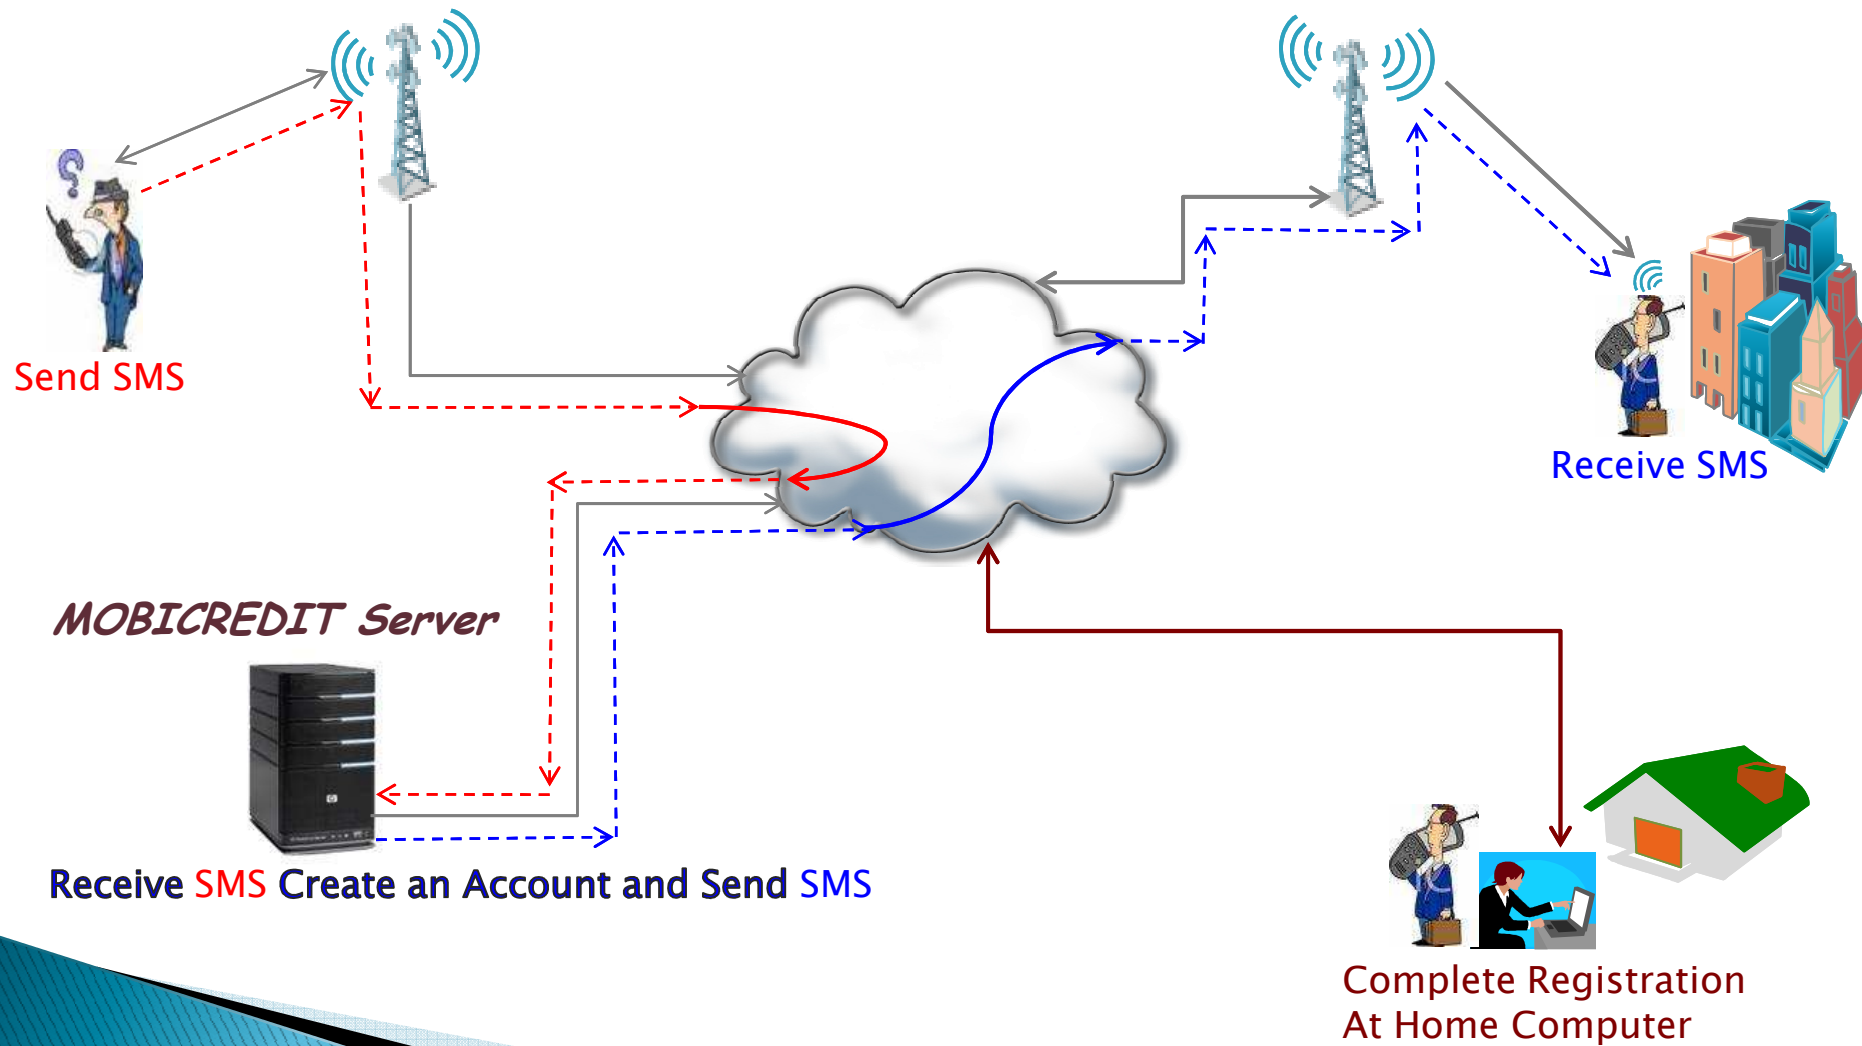 Send SMS
Receive SMS
MOBICREDIT Server
Receive SMS Create an Account and Send SMS
Complete Registration
At Home Computer